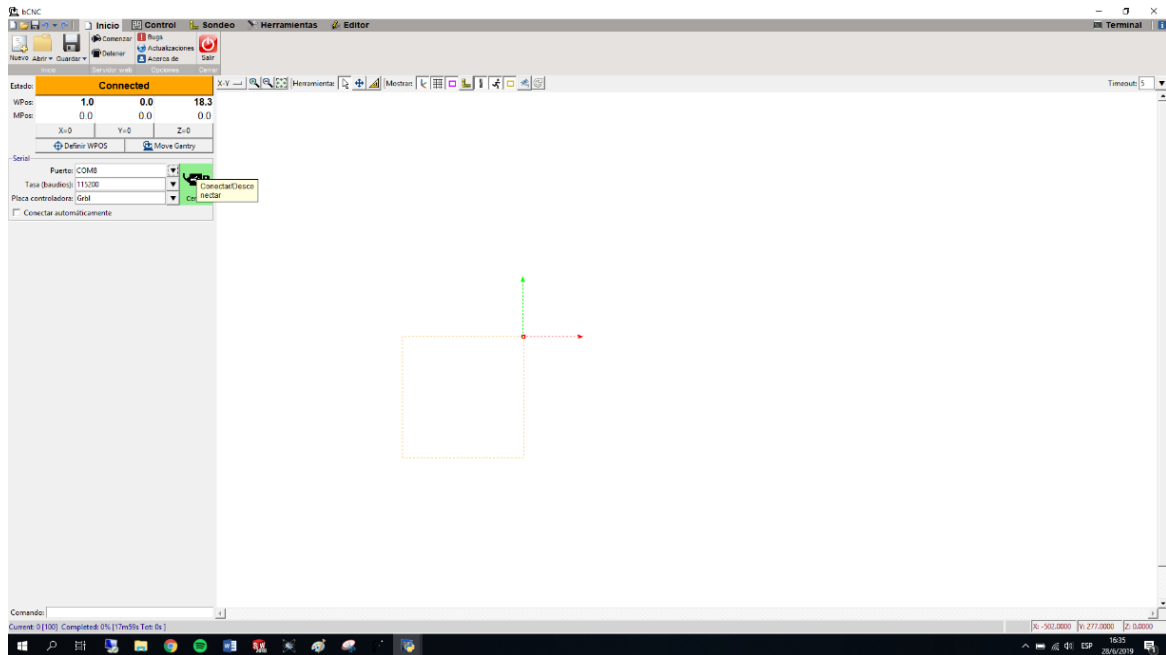 bCNC
Inicio Control Sondeo Herramientas Editor Terminal
Nuevo Abrir Guardar Comenzar Detener Bugs Actualizaciones Acerca de Salir
Inicio Servidor web Opciones Cerrar
Estado: Connected
WPos: 1.0 0.0 18.3
MPos: 0.0 0.0 0.0
X=0 Y=0 Z=0
Definir WPOS Move Gantry
Serial
Puerto: COM8
Tasa (baudios): 115200
Placa controladora: Grbl
Conectar automáticamente
Conectar/Desco
nectar
X-Y Herramienta: Mostrar: Timeout: 5
Comando:
Current: 0 [100] Completed: 0% [17m59s Tot: 0s ]
X: -502.0000 Y: 277.0000 Z: 0.0000
ESP 16:35
28/6/2019